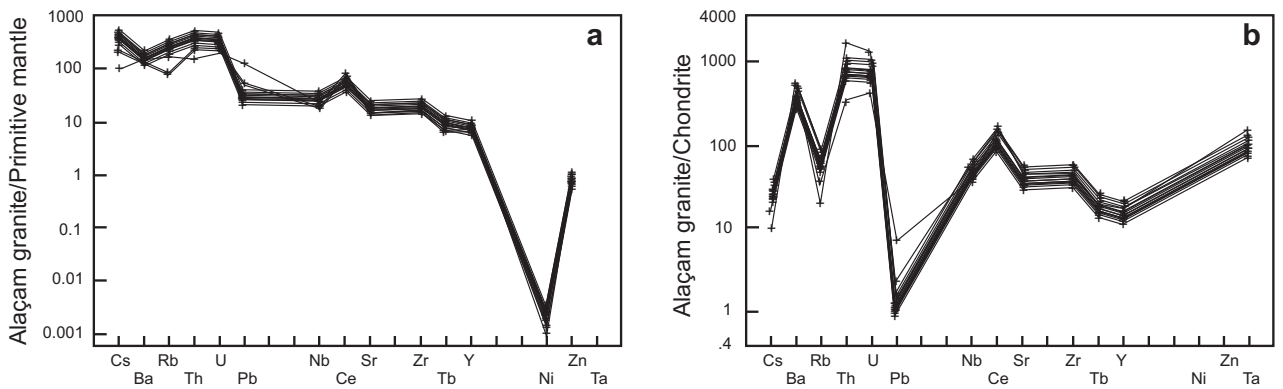 Alaçam granite/Primitive mantle
1000
100
10
1
0.1
0.01
0.001
a
Cs Rb U Nb Sr Zr Y Zn
Ba Th Pb Ce Tb Ni Ta
Alaçam granite/Chondrite
4000
1000
100
10
1
.4
b
Cs Rb U Nb Sr Zr Y Zn
Ba Th Pb Ce Tb Ni Ta